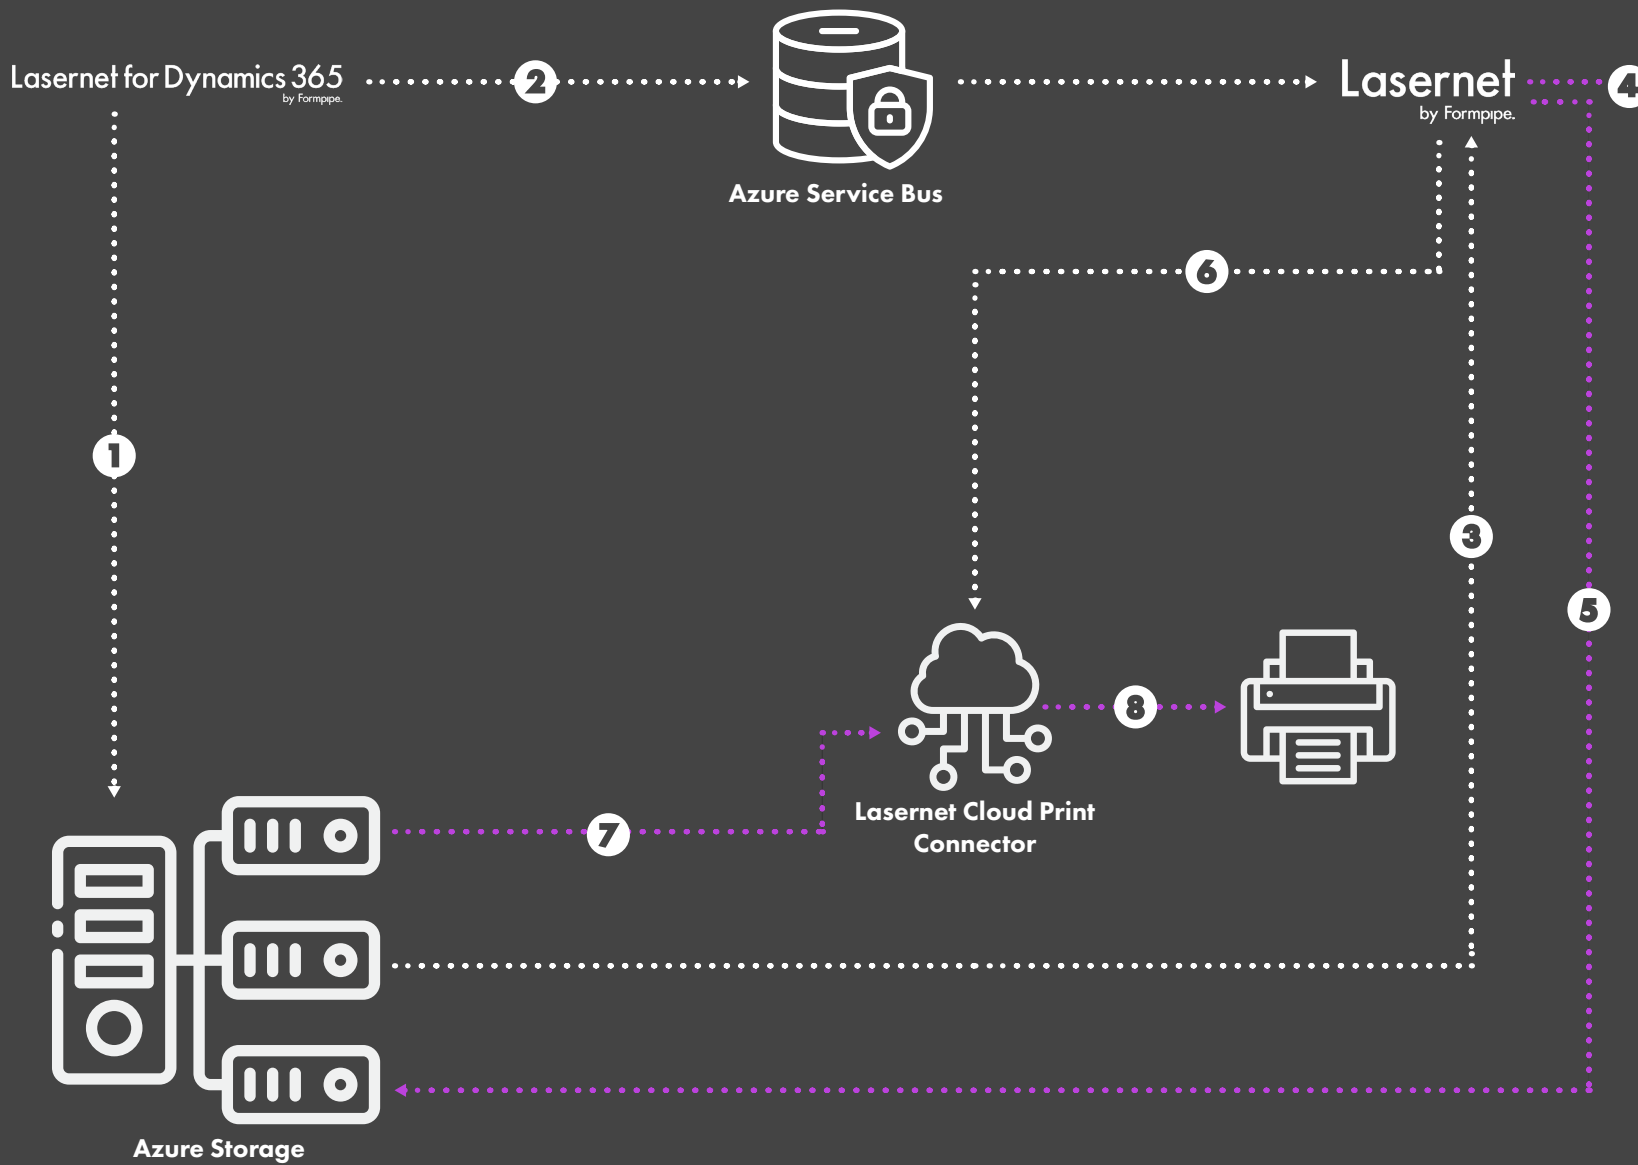 Lasernet for Dynamics 365
by Formpipe.
2
Azure Service Bus
Lasernet
by Formpipe.
4
6
1
3
5
8
7
Lasernet Cloud Print
Connector
Azure Storage